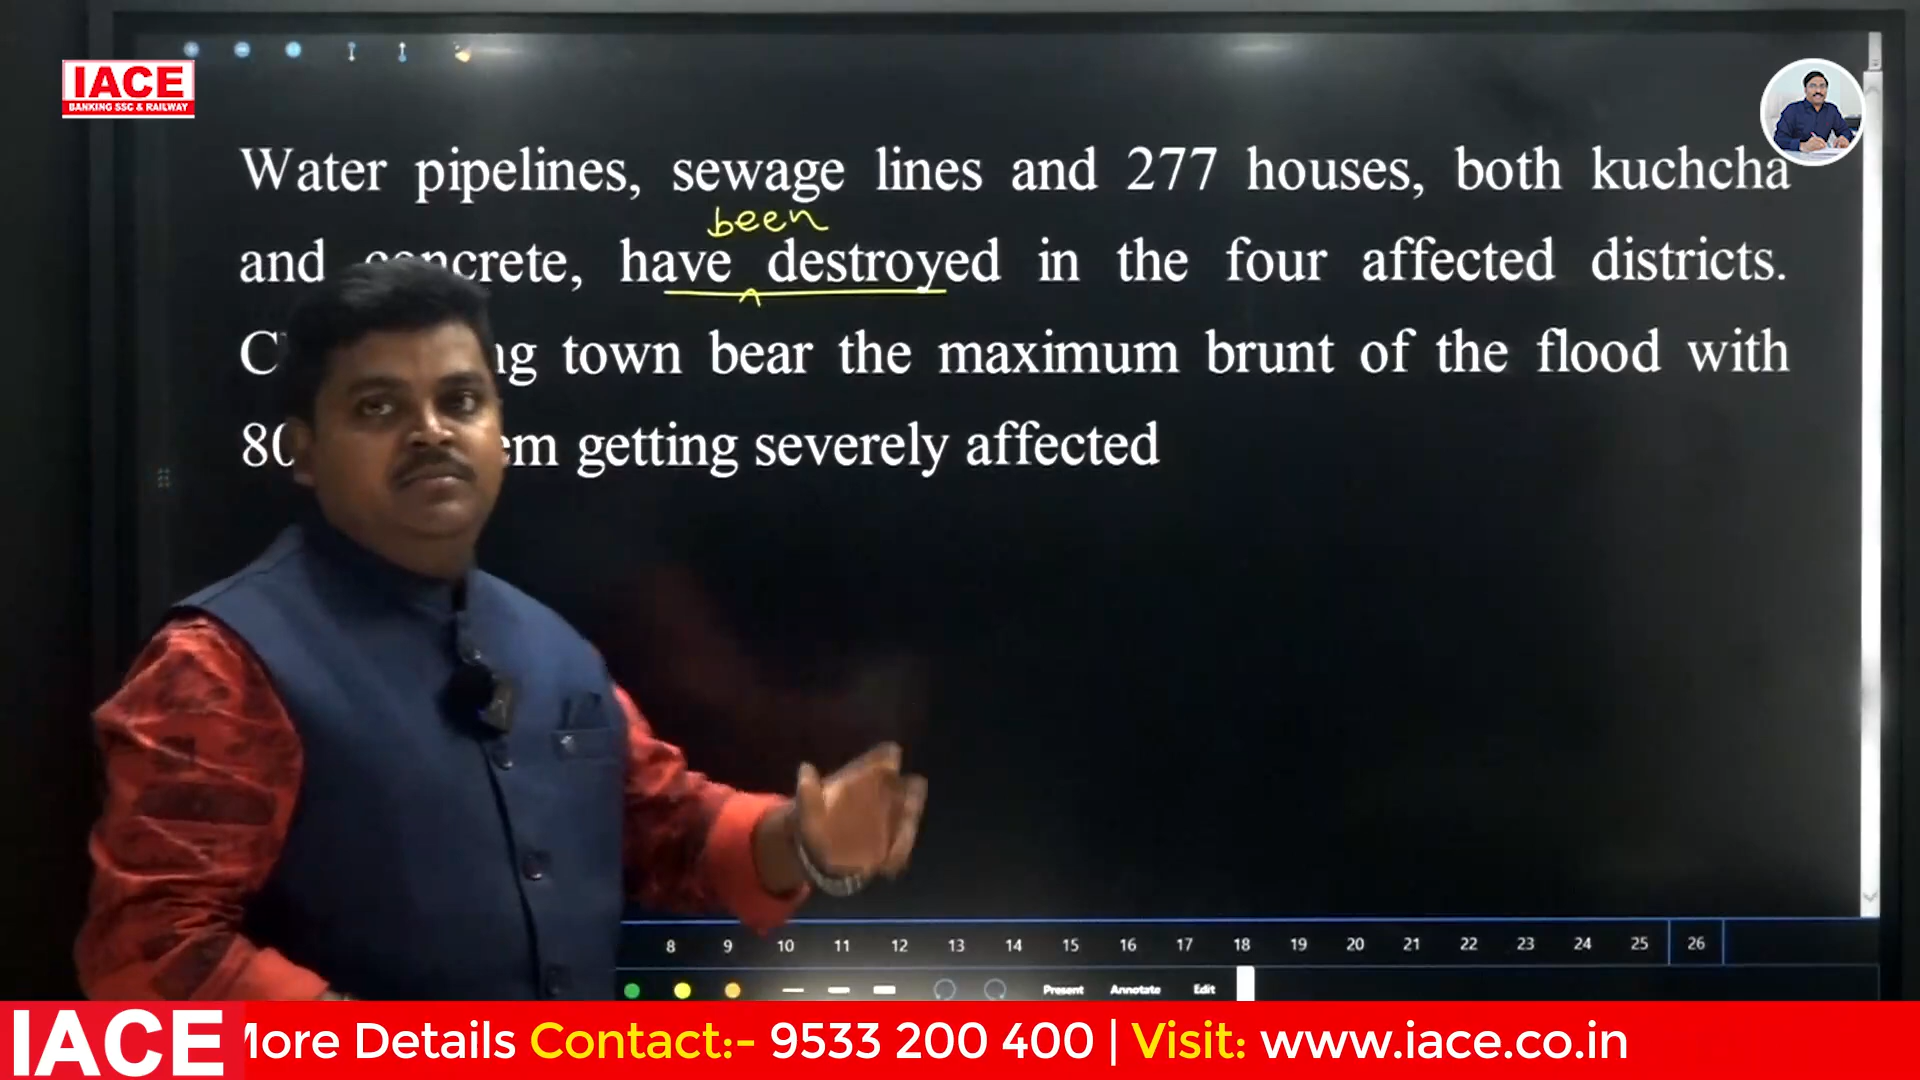 IACE
BANKING SSC & RAILWAY
Water pipelines, sewage lines and 277 houses, both kuchcha
been
and concrete, have destroyed in the four affected districts.
town bear the maximum brunt of the flood with
getting severely affected
8 9 10 11 12 13 14 15 16 17 18 19 20 21 22 23 24 25 26
Present Annotate Edit
IACE More Details Contact:- 9533 200 400 | Visit: www.iace.co.in